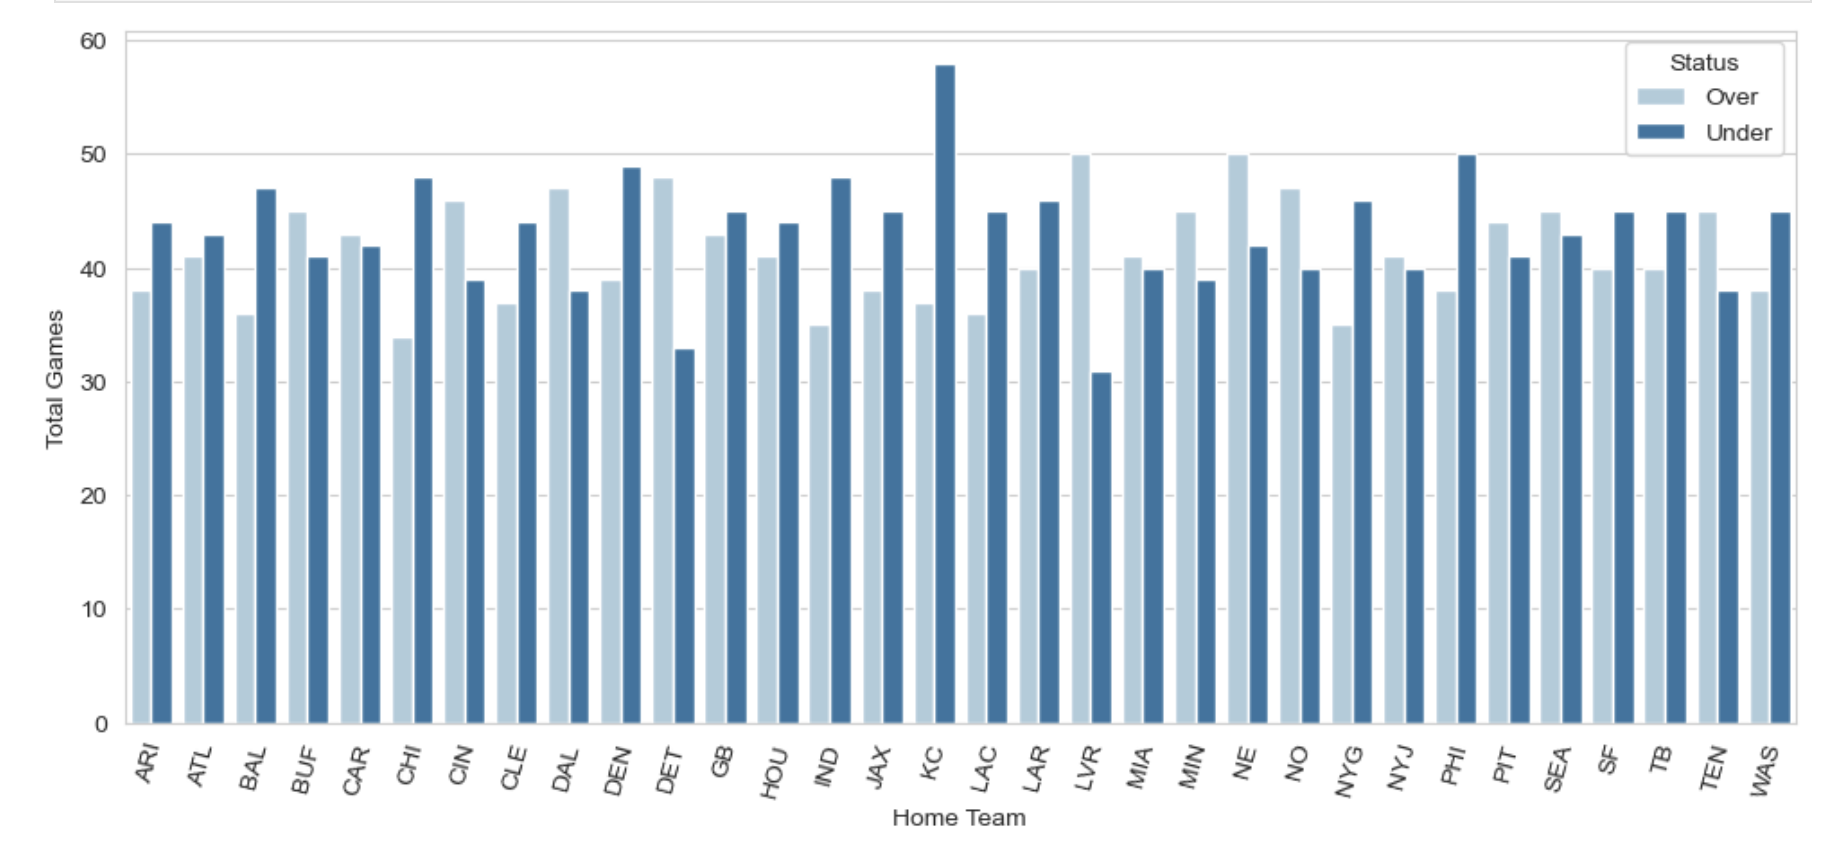 60
50
40
30
20
10
0
Total Games
Status
Over
Under
ARI ATL BAL BUF CAR CHI CIN CLE DAL DEN DET GB HOU IND JAX KC LAC LAR LVR MIA MIN NE NO NYG NYJ PHI PIT SEA SF TB TEN WAS
Home Team